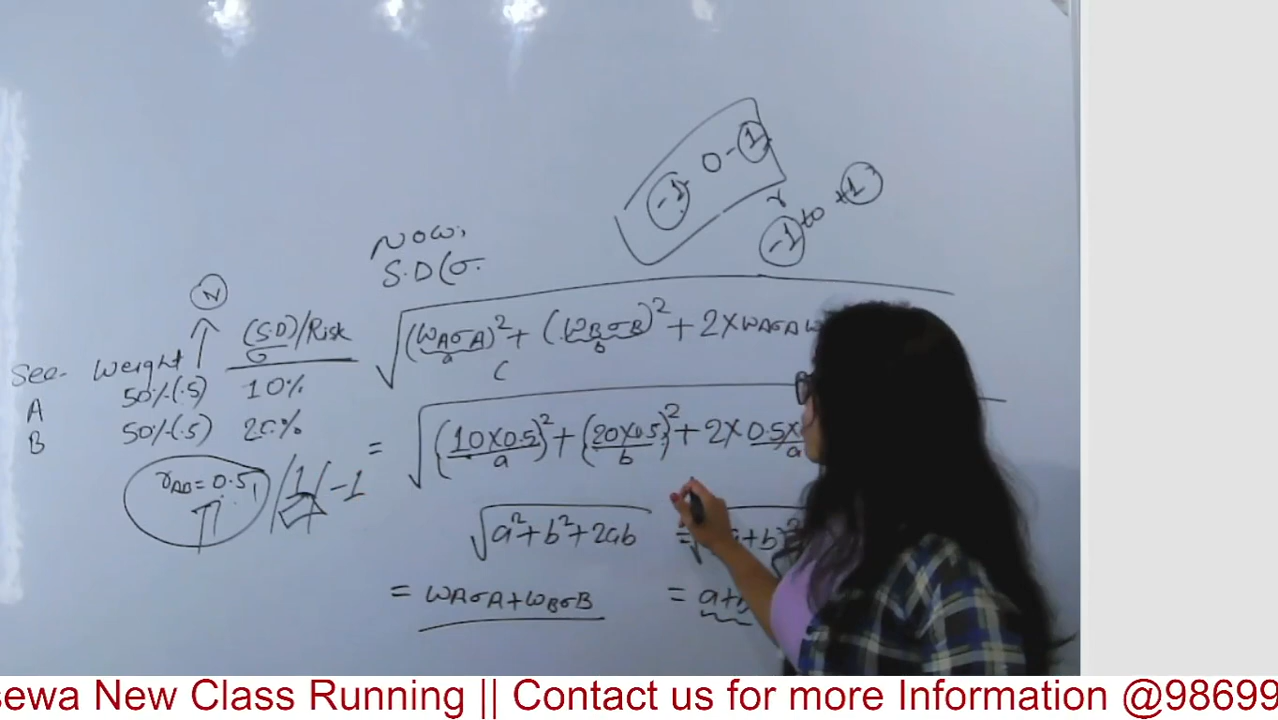 -1 0-1
r
-1 to +1
Now,
S.D(σ.
N
Sec. Weight (S.D)/Risk
σ
A 50%(.5) 10%
B 50%(.5) 20%
rAB = 0.5 / 1 / -1
√(wAσA)²+(wBσB)²+2×wAσA w
a b
(
= √(10×0.5)²+(20×0.5)²+2×0.5×
a b a
√a²+b²+2ab = √(a+b)²
= wAσA+wBσB = a+b
sewa New Class Running || Contact us for more Information @98699